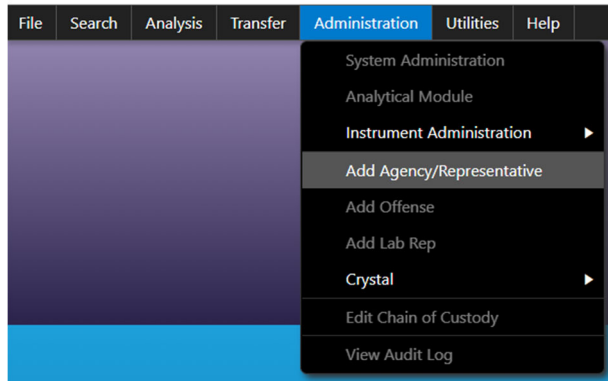 File Search Analysis Transfer Administration Utilities Help
System Administration
Analytical Module
Instrument Administration
Add Agency/Representative
Add Offense
Add Lab Rep
Crystal
Edit Chain of Custody
View Audit Log